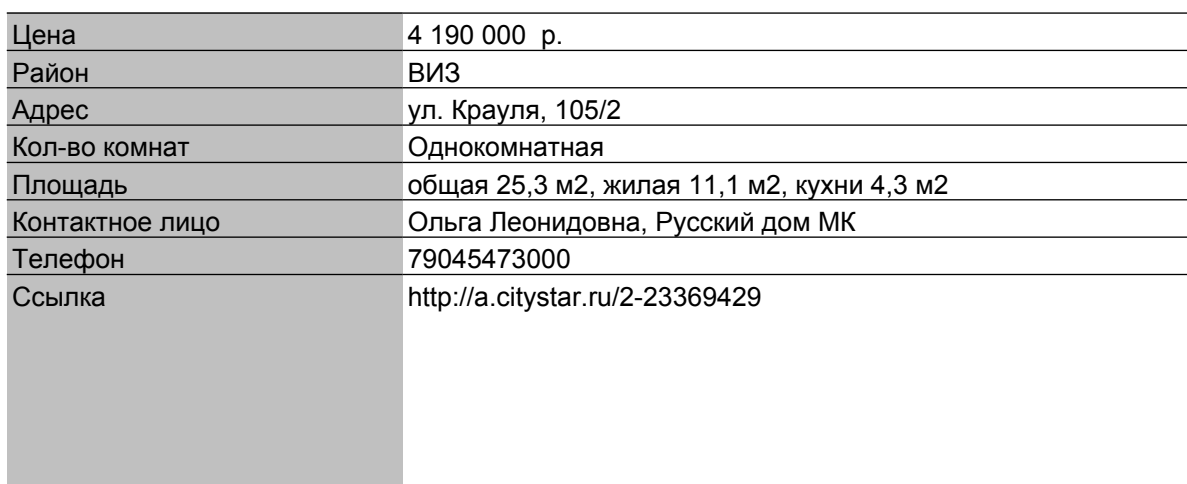 Цена 4 190 000 р.
Район ВИЗ
Адрес ул. Крауля, 105/2
Кол-во комнат Однокомнатная
Площадь общая 25,3 м2, жилая 11,1 м2, кухни 4,3 м2
Контактное лицо Ольга Леонидовна, Русский дом МК
Телефон 79045473000
Ссылка http://a.citystar.ru/2-23369429